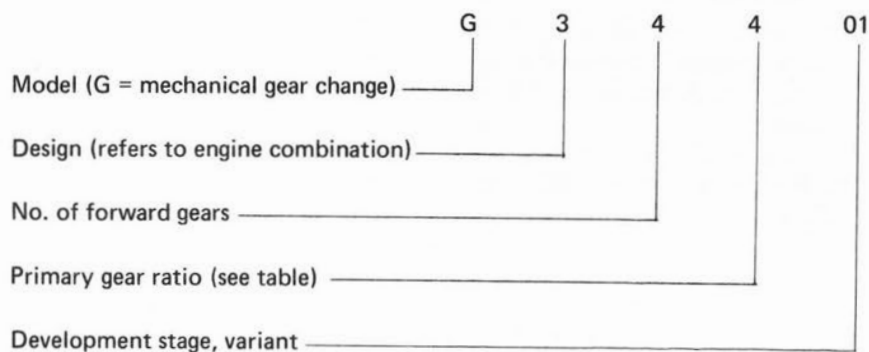 G 3 4 4 01
Model (G = mechanical gear change)
Design (refers to engine combination)
No. of forward gears
Primary gear ratio (see table)
Development stage, variant